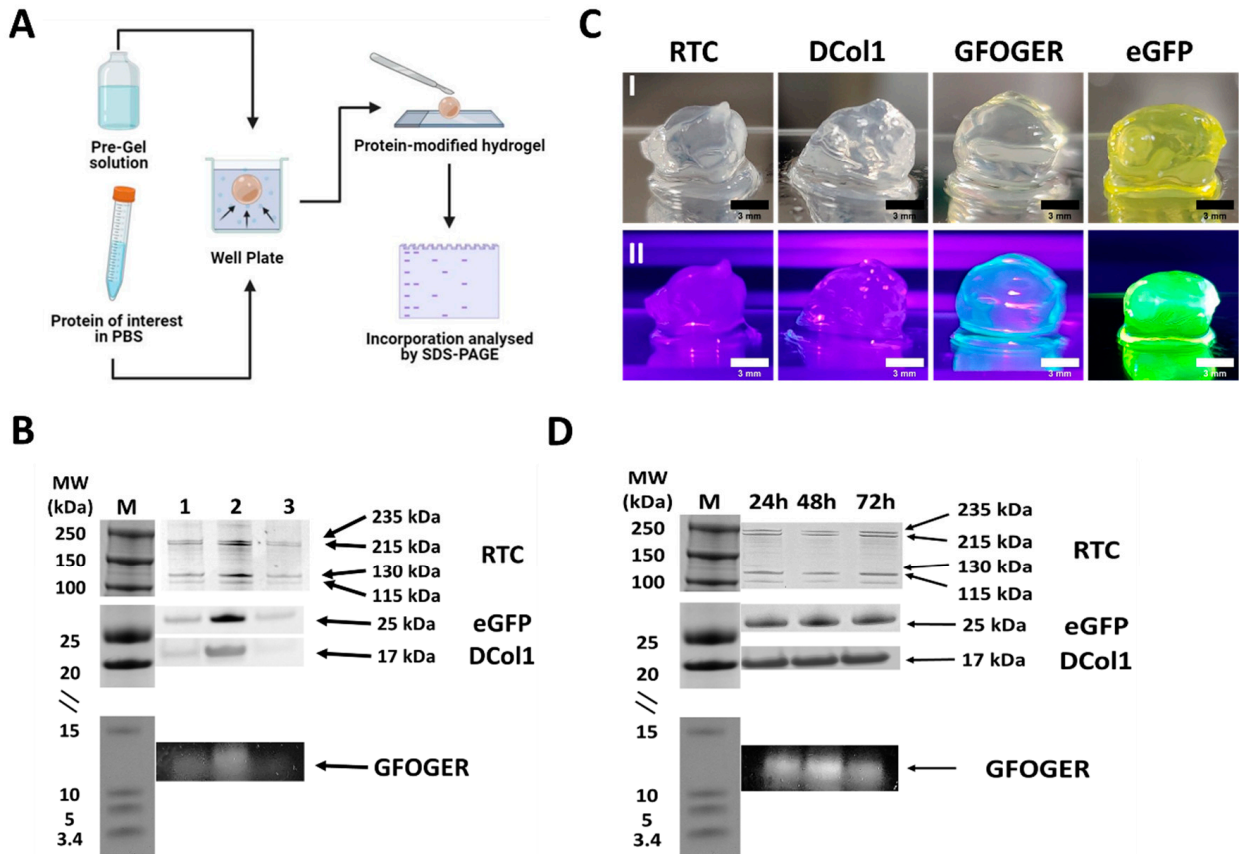 A
Pre-Gel
solution
Protein of interest
in PBS
Well Plate
Protein-modified hydrogel
Incorporation analysed
by SDS-PAGE
C
RTC DCol1 GFOGER eGFP
I
3 mm 3 mm 3 mm 3 mm
II
3 mm 3 mm 3 mm 3 mm
B
MW
(kDa) M 1 2 3
250
150
100
235 kDa
215 kDa
130 kDa
115 kDa
RTC
25
20
25 kDa eGFP
17 kDa DCol1
//
15
10
5
3.4
GFOGER
D
MW
(kDa) M 24h 48h 72h
250
150
100
235 kDa
215 kDa
130 kDa
115 kDa
RTC
25
20
25 kDa eGFP
17 kDa DCol1
//
15
10
5
3.4
GFOGER